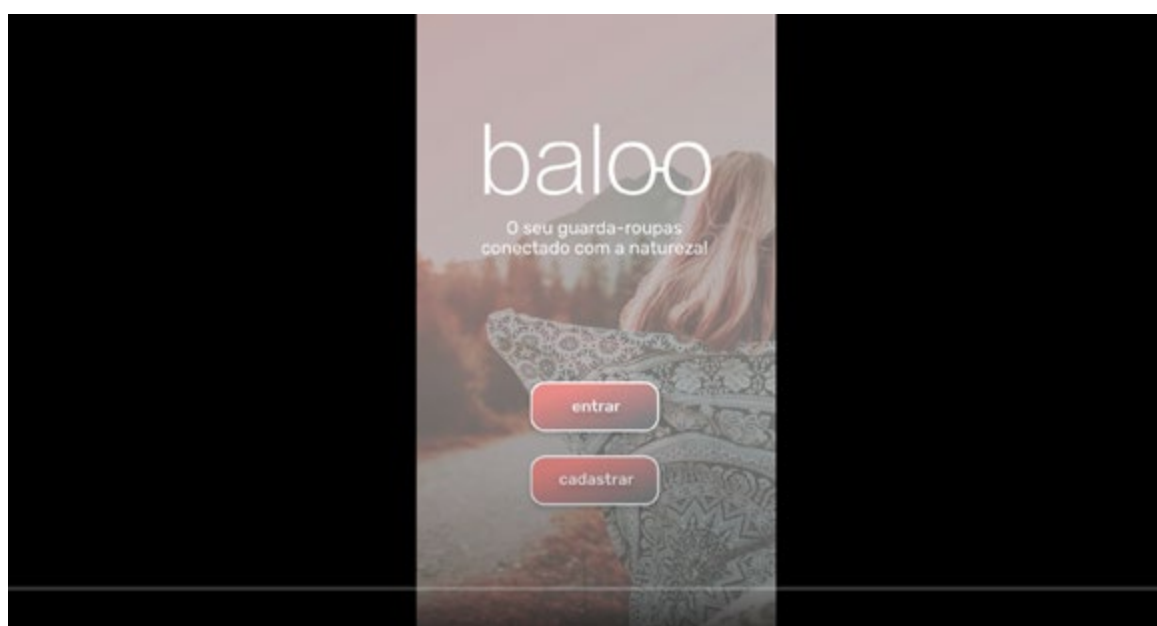 baloo
O seu guarda-roupas
conectado com a natureza!
entrar
cadastrar